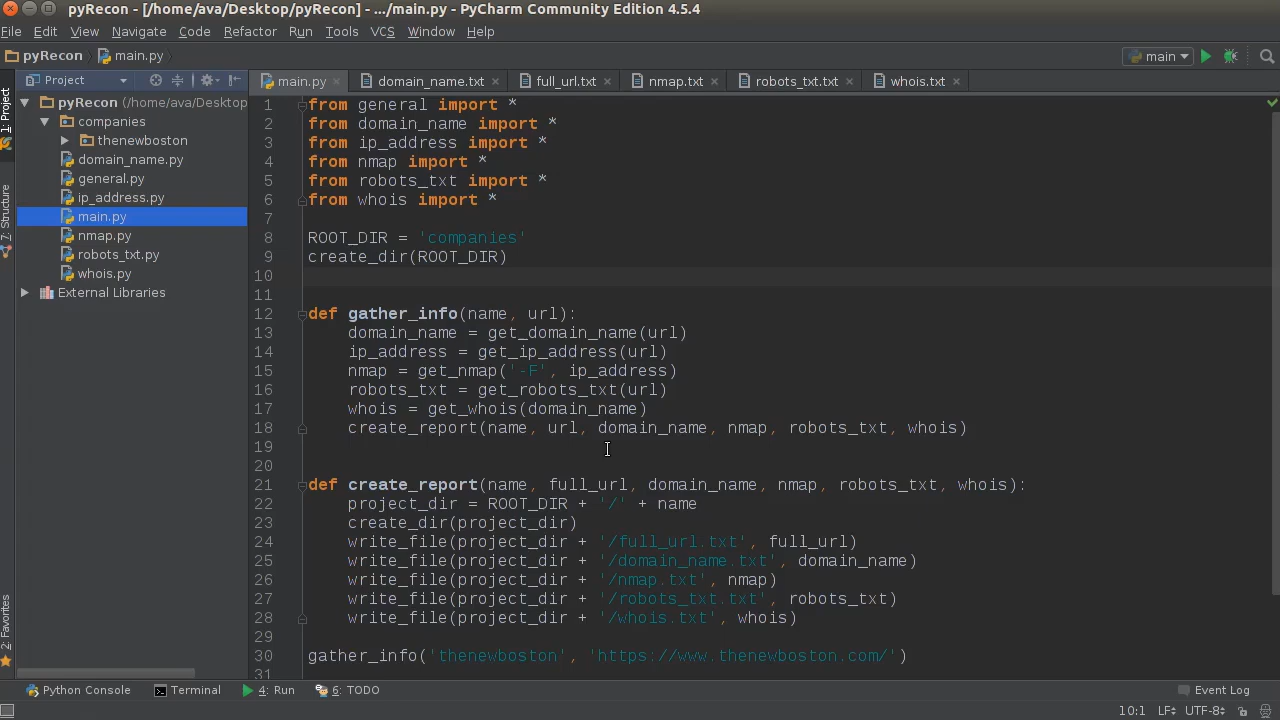 pyRecon - [/home/ava/Desktop/pyRecon] - .../main.py - PyCharm Community Edition 4.5.4
File Edit View Navigate Code Refactor Run Tools VCS Window Help
pyRecon main.py main
Project main.py domain_name.txt full_url.txt nmap.txt robots_txt.txt whois.txt
1: Project
7: Structure
2: Favorites
pyRecon (/home/ava/Desktop
companies
thenewboston
domain_name.py
general.py
ip_address.py
main.py
nmap.py
robots_txt.py
whois.py
External Libraries
1 from general import *
2 from domain_name import *
3 from ip_address import *
4 from nmap import *
5 from robots_txt import *
6 from whois import *
7
8 ROOT_DIR = 'companies'
9 create_dir(ROOT_DIR)
10
11
12 def gather_info(name, url):
13     domain_name = get_domain_name(url)
14     ip_address = get_ip_address(url)
15     nmap = get_nmap('-F', ip_address)
16     robots_txt = get_robots_txt(url)
17     whois = get_whois(domain_name)
18     create_report(name, url, domain_name, nmap, robots_txt, whois)
19
20
21 def create_report(name, full_url, domain_name, nmap, robots_txt, whois):
22     project_dir = ROOT_DIR + '/' + name
23     create_dir(project_dir)
24     write_file(project_dir + '/full_url.txt', full_url)
25     write_file(project_dir + '/domain_name.txt', domain_name)
26     write_file(project_dir + '/nmap.txt', nmap)
27     write_file(project_dir + '/robots_txt.txt', robots_txt)
28     write_file(project_dir + '/whois.txt', whois)
29
30 gather_info('thenewboston', 'https://www.thenewboston.com/')
31
Python Console Terminal 4: Run 6: TODO Event Log
10:1 LF UTF-8